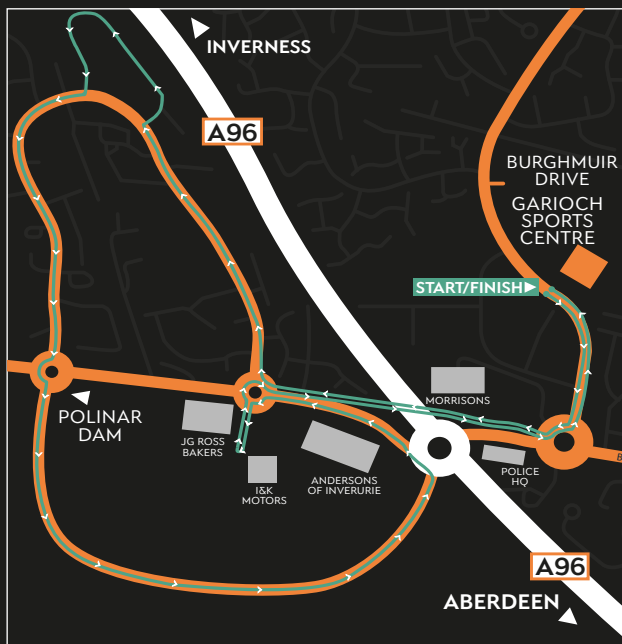 INVERNESS
A96
BURGHMUIR
DRIVE
GARIOCH
SPORTS
CENTRE
START/FINISH
MORRISONS
POLINAR
DAM
JG ROSS
BAKERS
I&K
MOTORS
ANDERSONS
OF INVERURIE
POLICE
HQ
B
A96
ABERDEEN